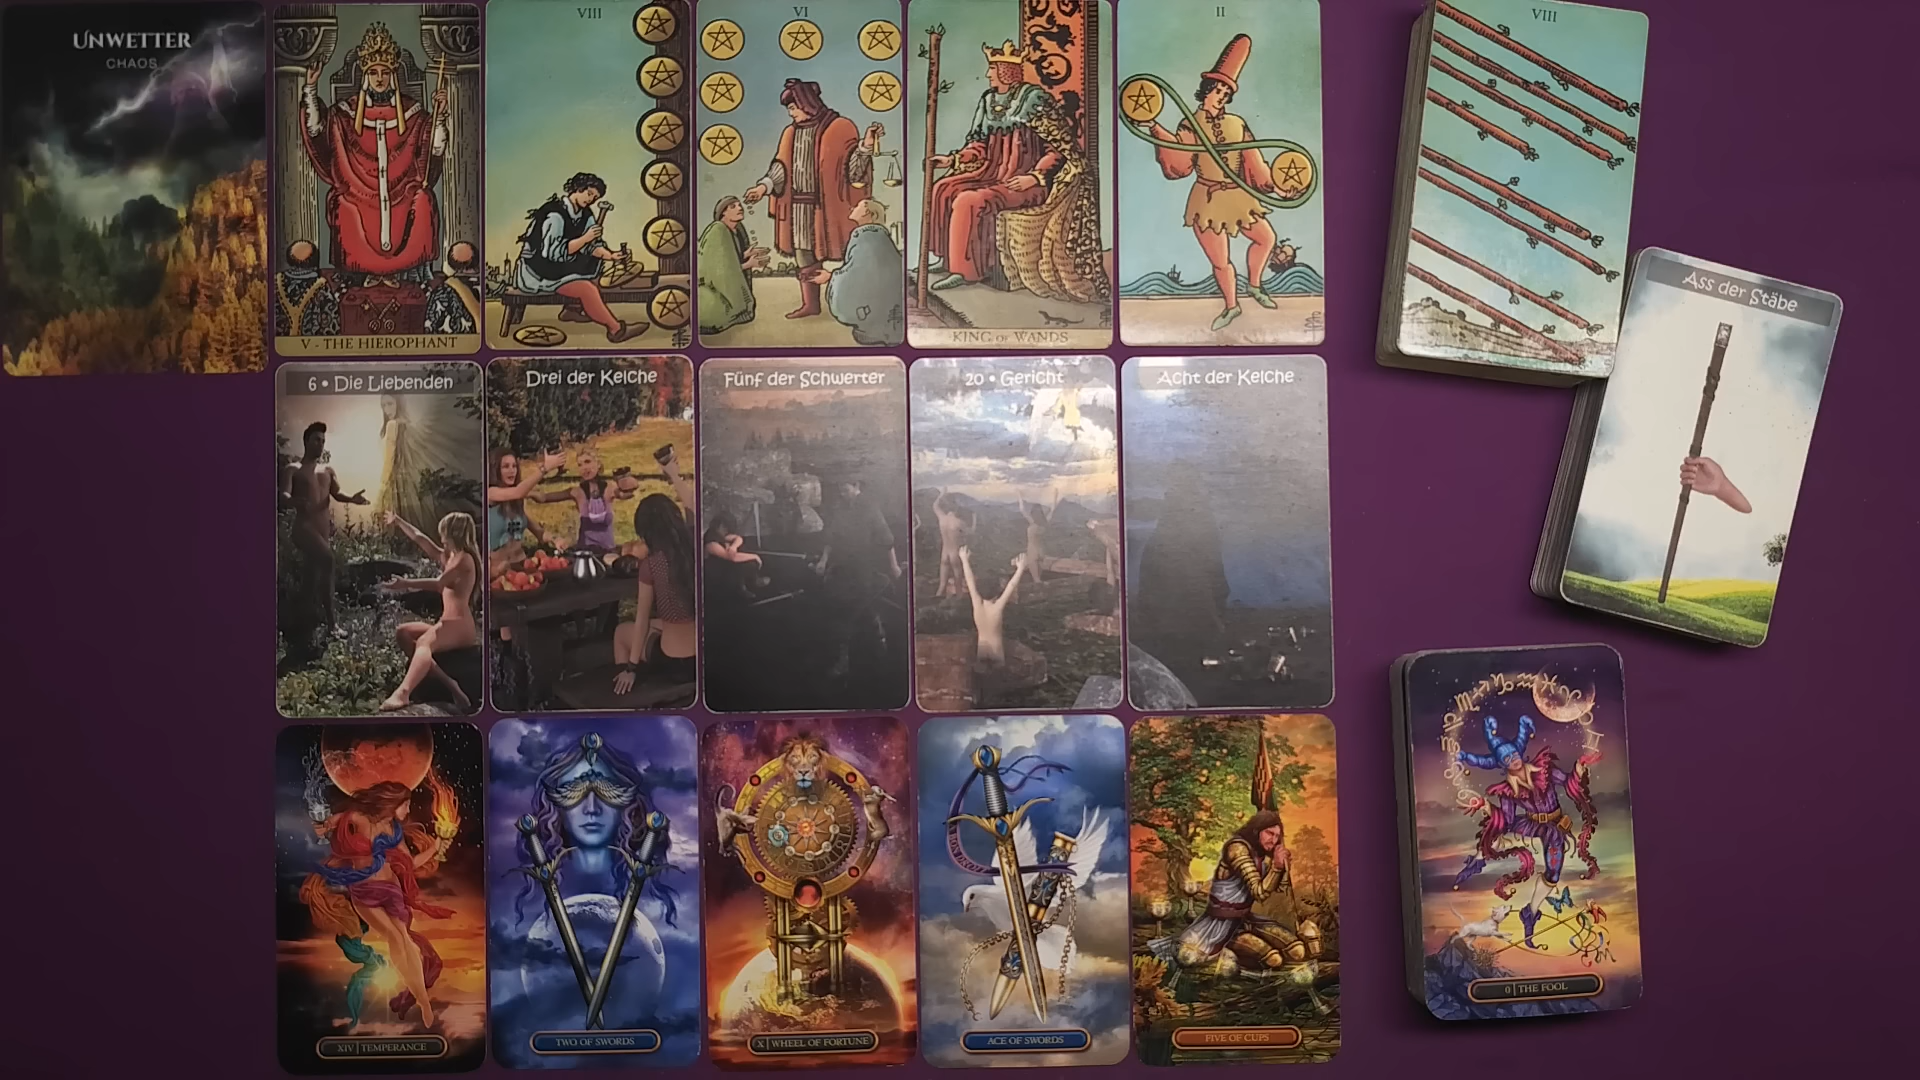 UNWETTER
CHAOS
V - THE HIEROPHANT
VIII
VI
KING OF WANDS
II
VIII
Ass der Stäbe
6 • Die Liebenden
Drei der Kelche
Fünf der Schwerter
20 • Gericht
Acht der Kelche
XIV | TEMPERANCE
TWO OF SWORDS
X | WHEEL OF FORTUNE
ACE OF SWORDS
FIVE OF CUPS
0 | THE FOOL